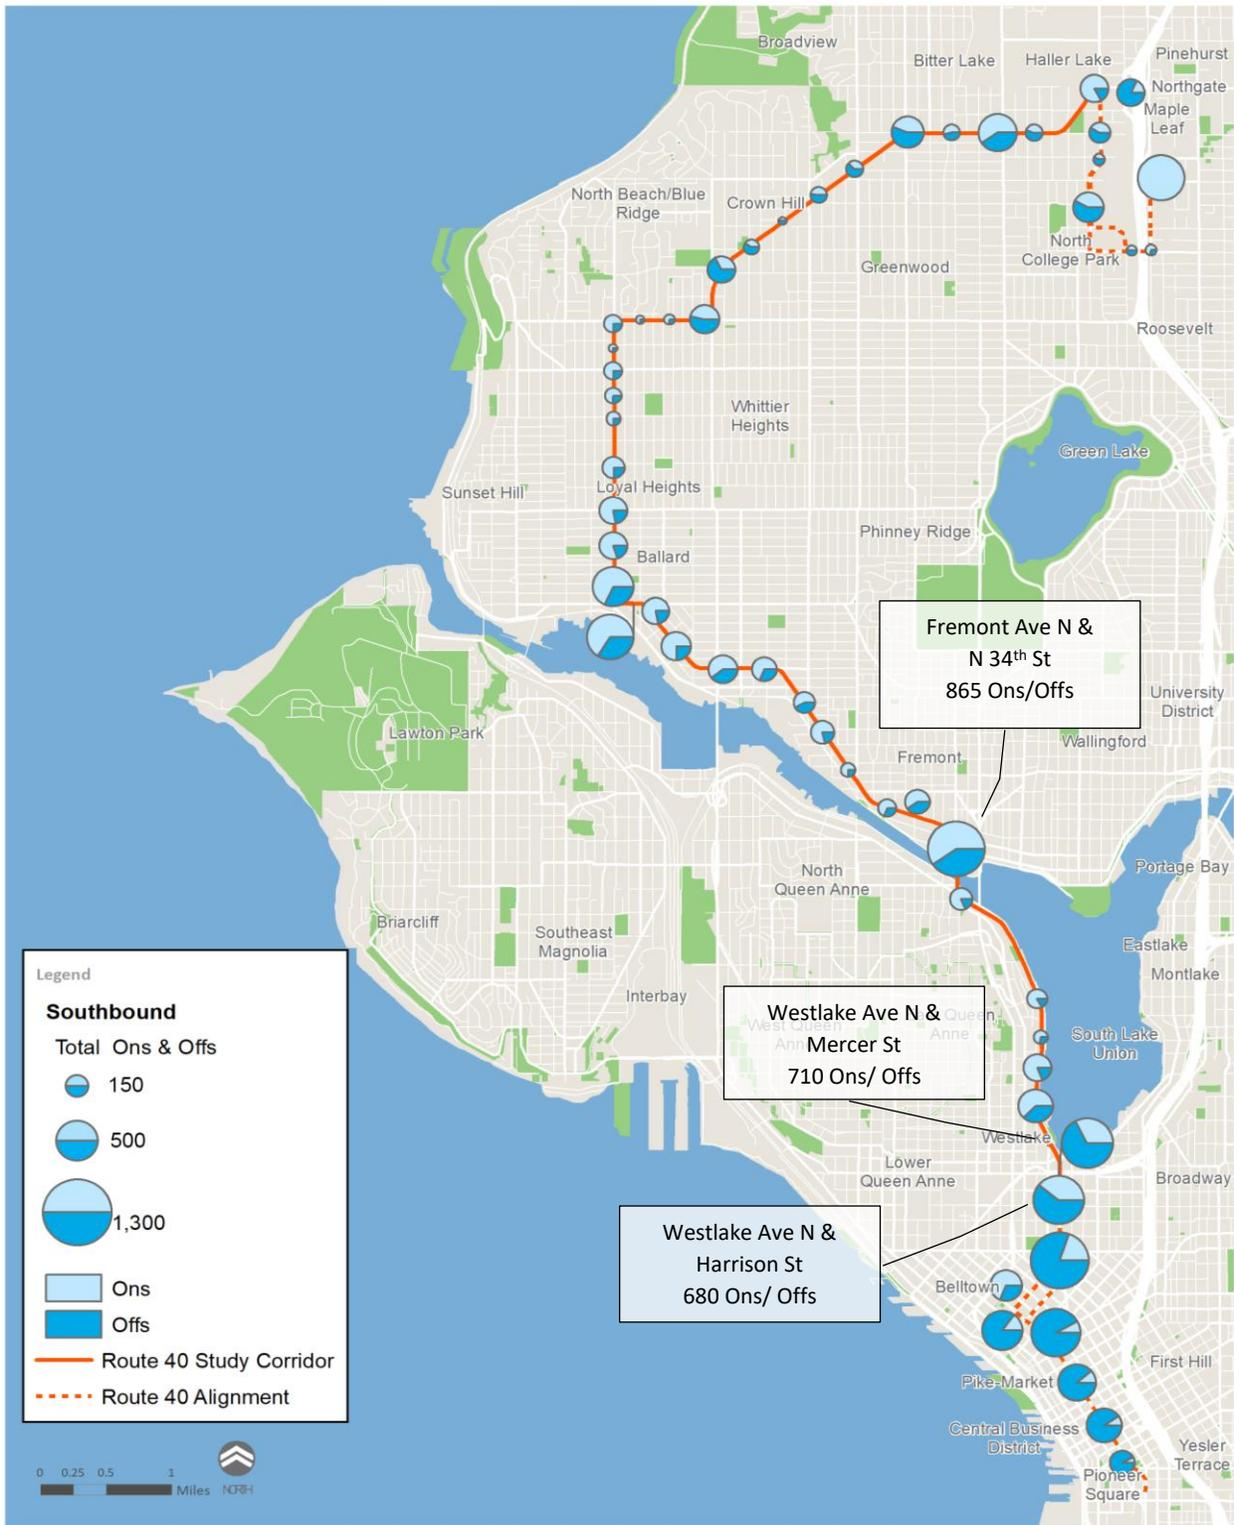 Broadview
Bitter Lake
Haller Lake
Pinehurst
Northgate
Maple
Leaf
North Beach/Blue
Ridge
Crown Hill
North
College Park
Greenwood
Roosevelt
Whittier
Heights
Green Lake
Sunset Hill
Loyal Heights
Phinney Ridge
Ballard
Fremont Ave N &
N 34th St
865 Ons/Offs
University
District
Lawton Park
Wallingford
Fremont
North
Queen Anne
Portage Bay
Briarcliff
Southeast
Magnolia
Eastlake
Montlake
Interbay
West Queen
Anne
Queen
Anne
Westlake Ave N &
Mercer St
710 Ons/ Offs
South Lake
Union
Westlake
Lower
Queen Anne
Broadway
Westlake Ave N &
Harrison St
680 Ons/ Offs
Belltown
First Hill
Pike-Market
Central Business
District
Yesler
Terrace
Pioneer
Square
Legend
Southbound
Total Ons & Offs
150
500
1,300
Ons
Offs
Route 40 Study Corridor
Route 40 Alignment
0 0.25 0.5 1
Miles
NORTH